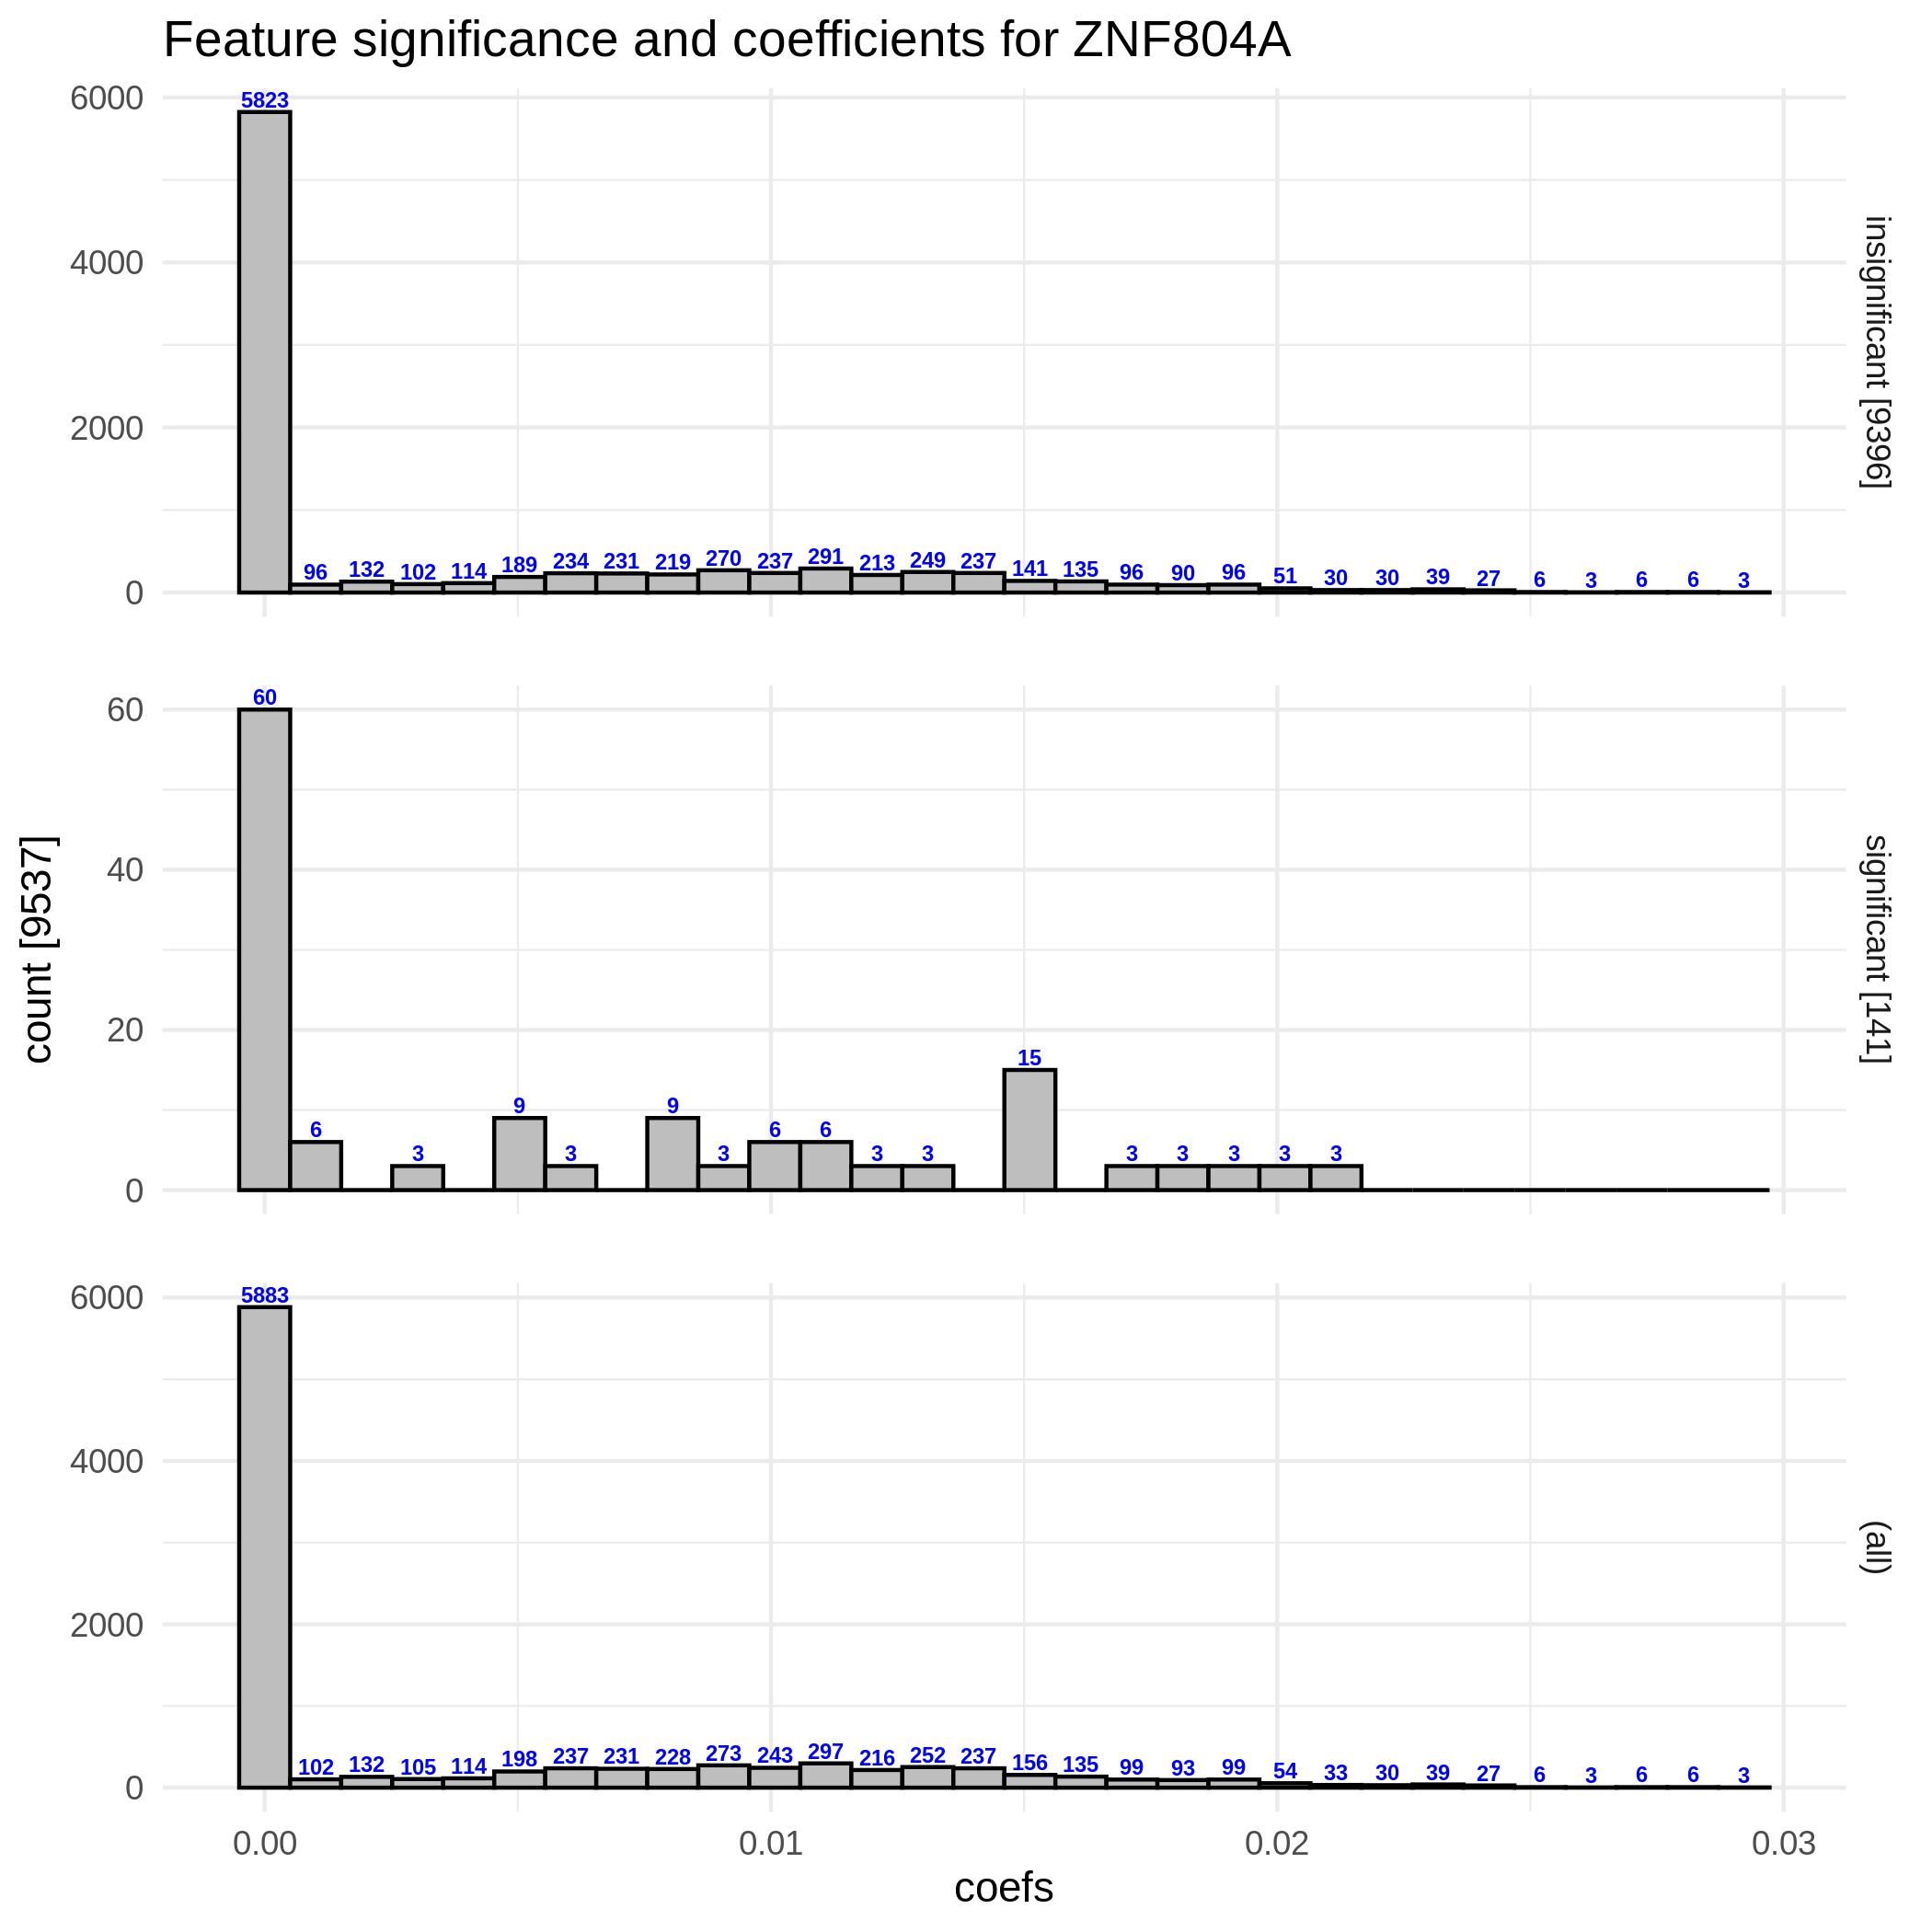 Feature significance and coefficients for ZNF804A
count [9537]
6000
4000
2000
0
5823 96 132 102 114 189 234 231 219 270 237 291 213 249 237 141 135 96 90 96 51 30 30 39 27 6 3 6 6 3
insignificant [9396]
60
40
20
0
60 6 3 9 3 9 3 6 6 3 3 15 3 3 3 3 3
significant [141]
6000
4000
2000
0
5883 102 132 105 114 198 237 231 228 273 243 297 216 252 237 156 135 99 93 99 54 33 30 39 27 6 3 6 6 3
(all)
0.00 0.01 0.02 0.03
coefs